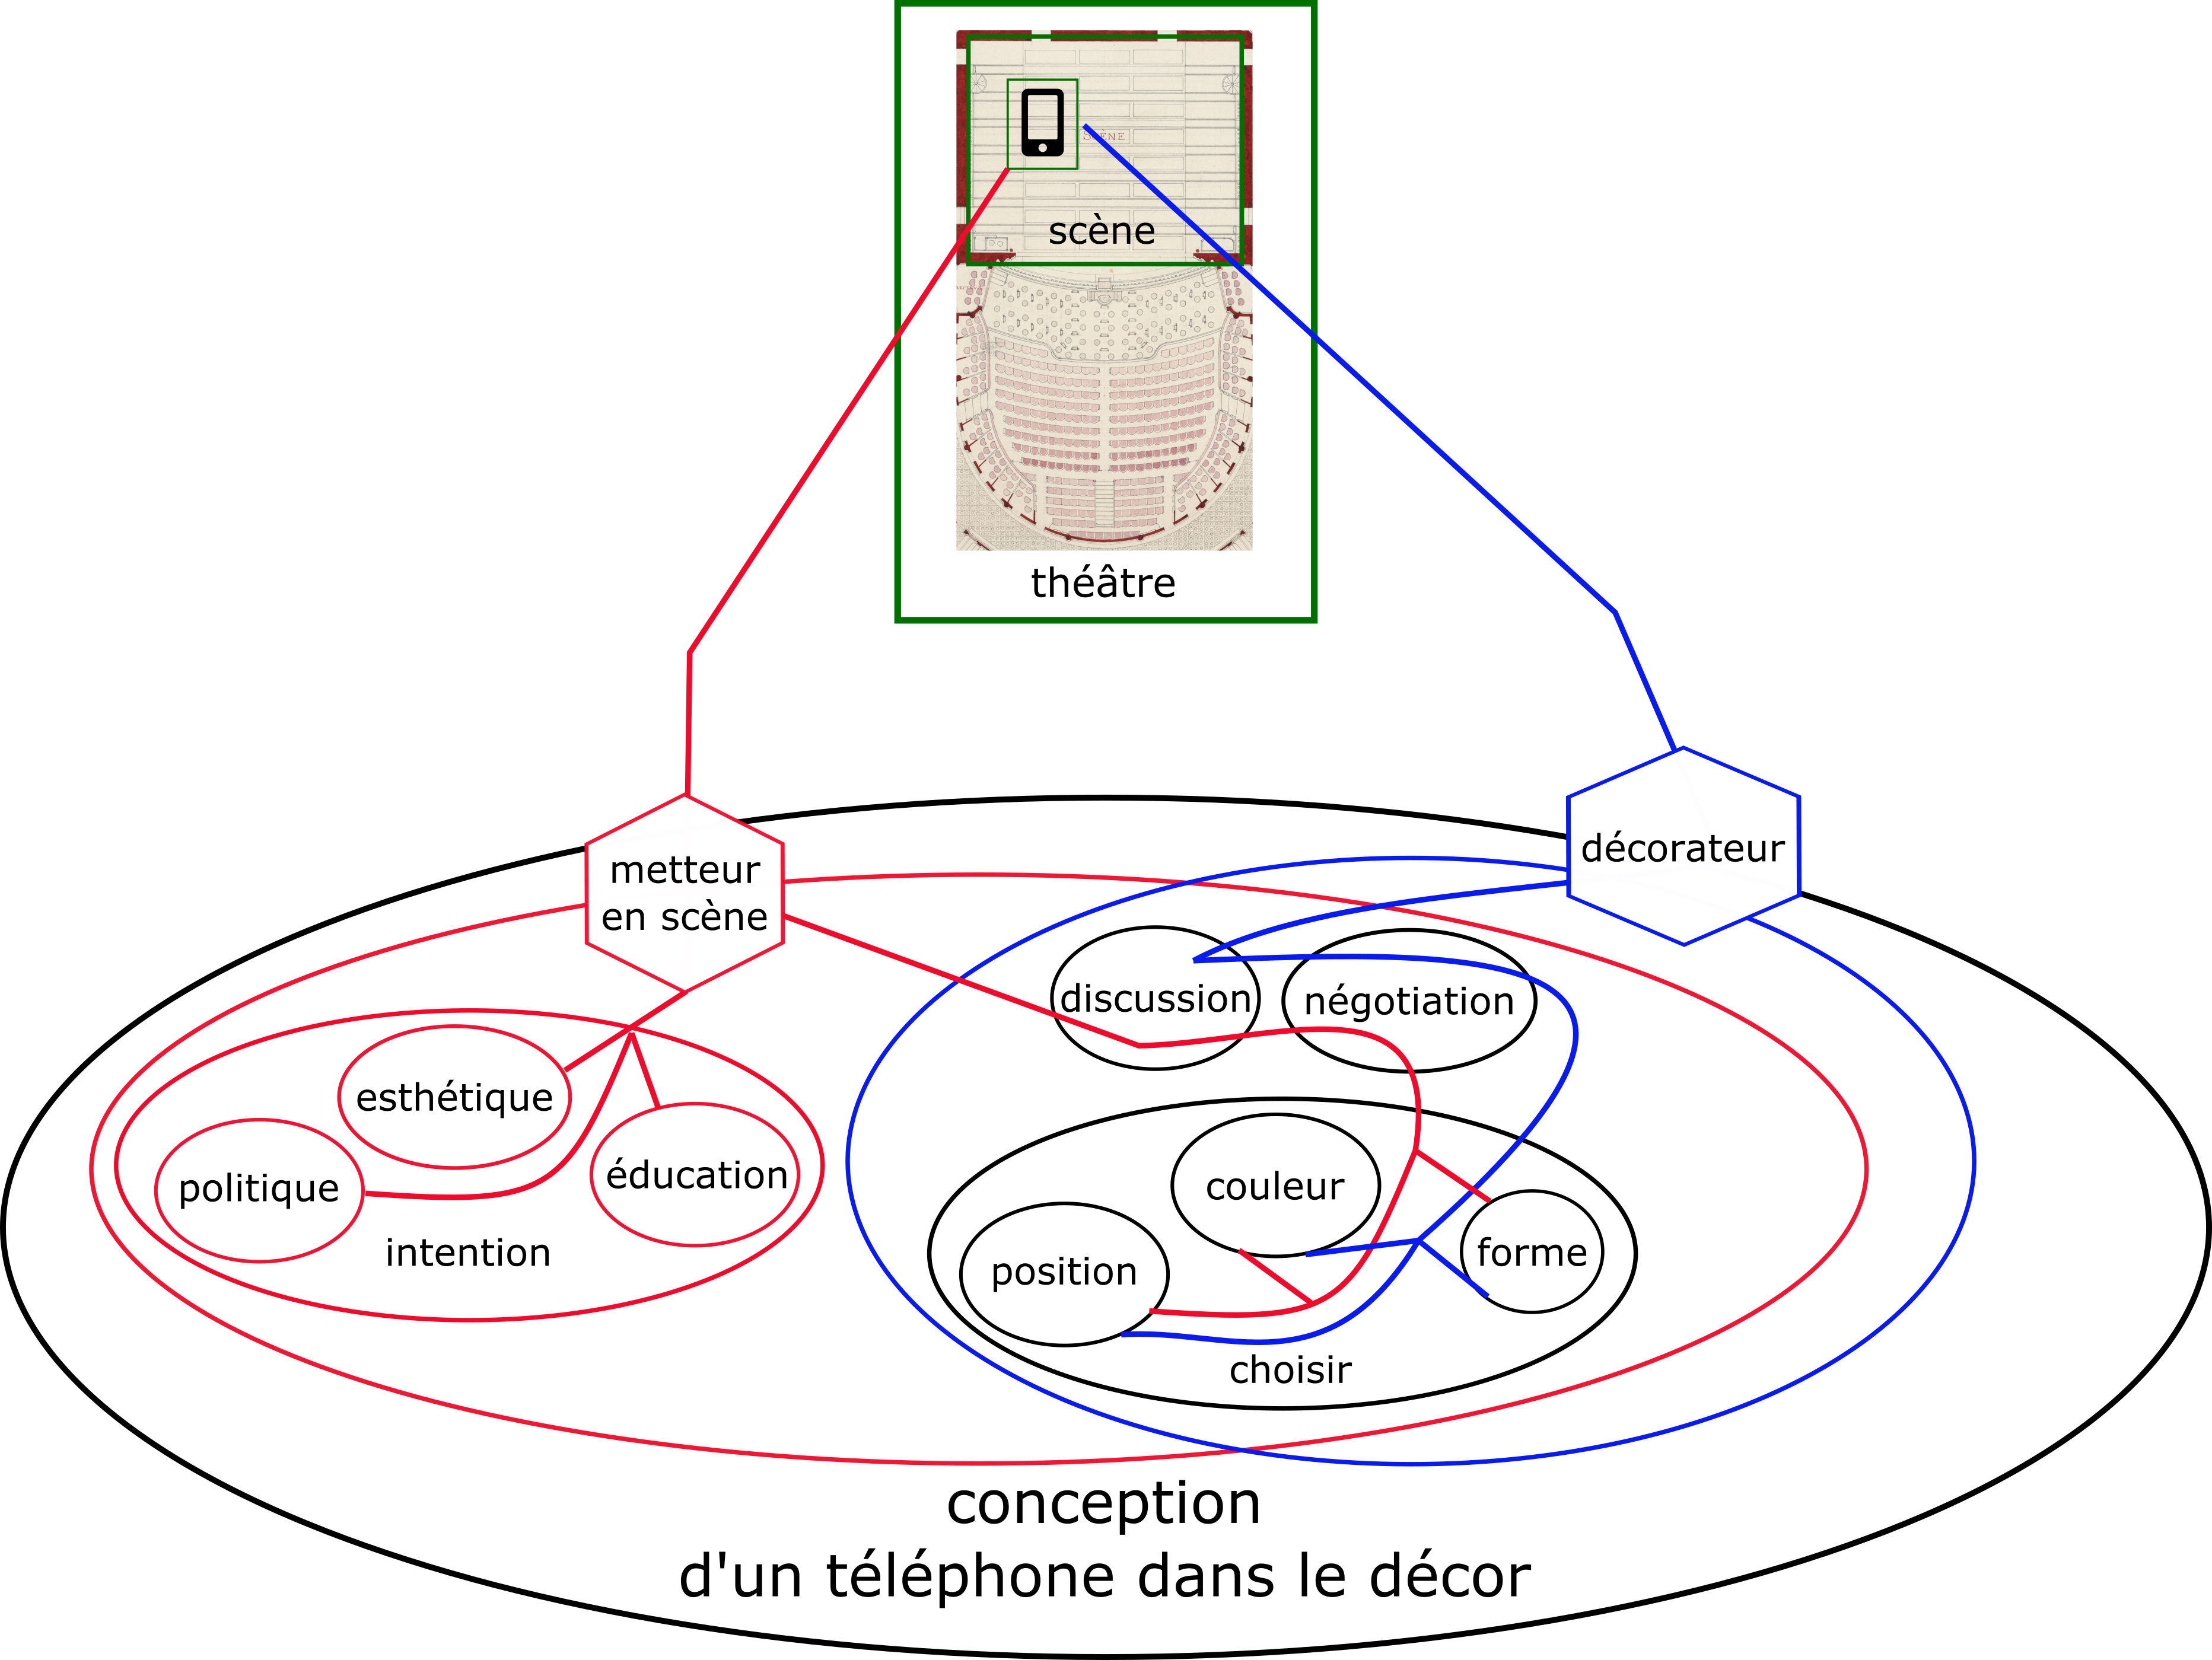 SCÈNE
scène
théâtre
décorateur
metteur
en scène
discussion
négotiation
esthétique
éducation
politique
couleur
intention
forme
position
choisir
conception
d'un téléphone dans le décor